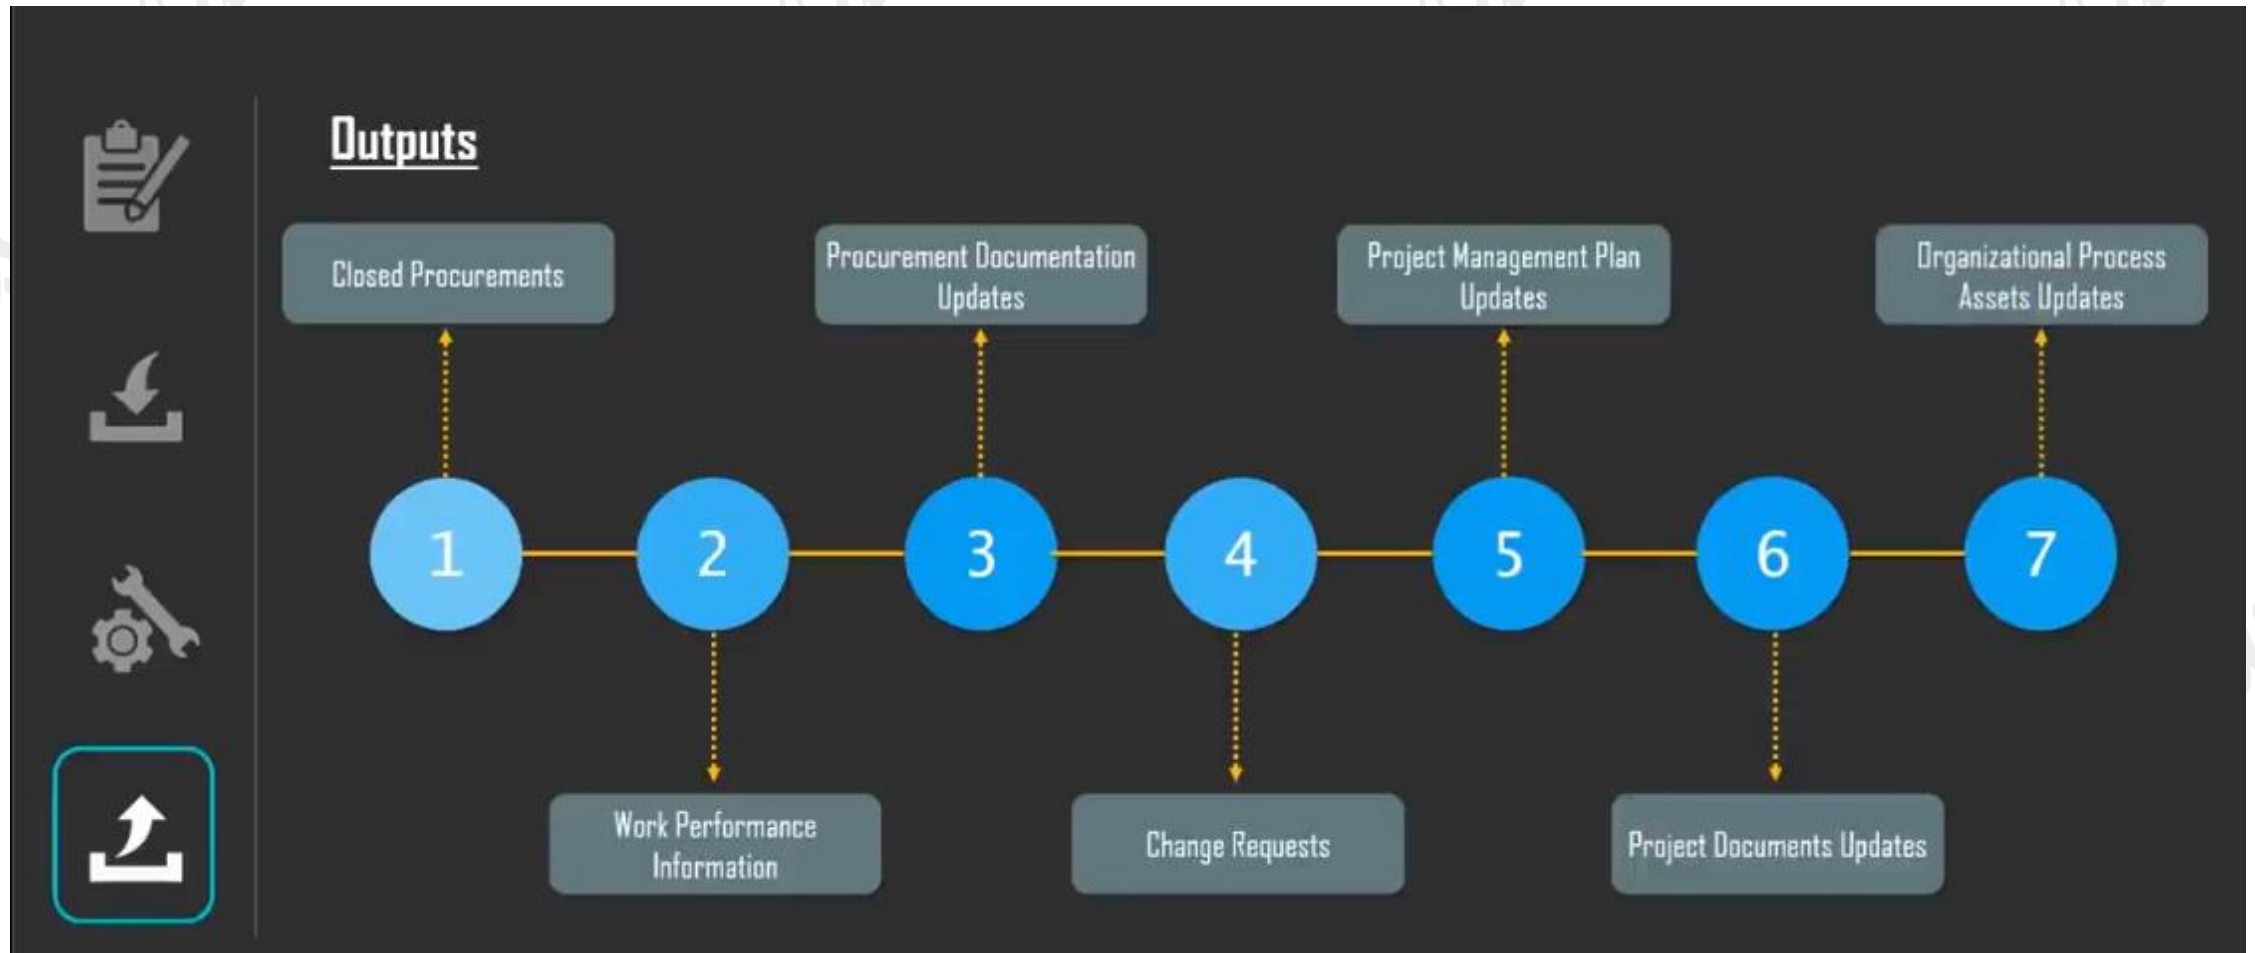 Outputs
Closed Procurements
Procurement Documentation
Updates
Project Management Plan
Updates
Organizational Process
Assets Updates
1
2
3
4
5
6
7
Work Performance
Information
Change Requests
Project Documents Updates